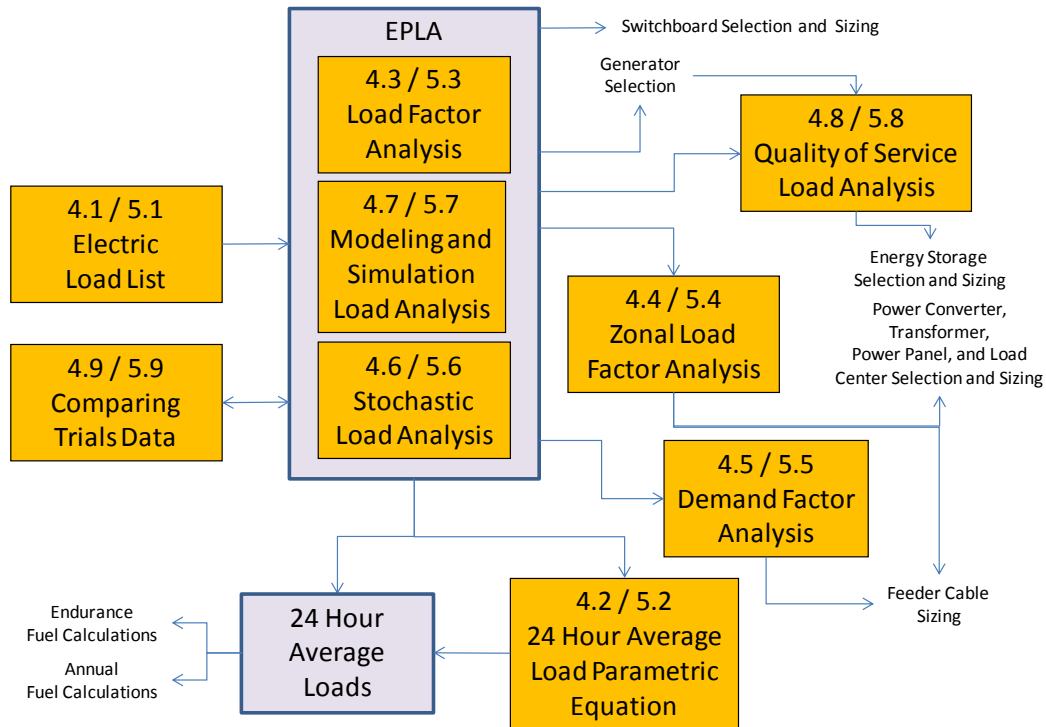 EPLA
4.3 / 5.3
Load Factor
Analysis
4.7 / 5.7
Modeling and
Simulation
Load Analysis
4.6 / 5.6
Stochastic
Load Analysis
4.1 / 5.1
Electric
Load List
4.9 / 5.9
Comparing
Trials Data
Switchboard Selection and Sizing
Generator
Selection
4.8 / 5.8
Quality of Service
Load Analysis
Energy Storage
Selection and Sizing
Power Converter,
Transformer,
Power Panel, and Load
Center Selection and Sizing
4.4 / 5.4
Zonal Load
Factor Analysis
4.5 / 5.5
Demand Factor
Analysis
Feeder Cable
Sizing
4.2 / 5.2
24 Hour Average
Load Parametric
Equation
24 Hour
Average
Loads
Endurance
Fuel Calculations
Annual
Fuel Calculations